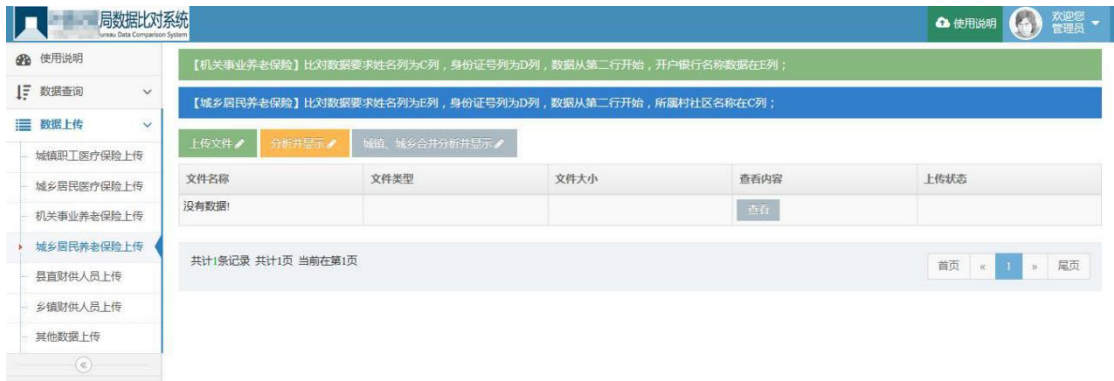 局数据比对系统
ureau Data Comparison System
使用说明
欢迎您
管理员
使用说明
数据查询
数据上传
城镇职工医疗保险上传
城乡居民医疗保险上传
机关事业养老保险上传
城乡居民养老保险上传
县直财供人员上传
乡镇财供人员上传
其他数据上传
【机关事业养老保险】比对数据要求姓名列为C列，身份证号列为D列，数据从第二行开始，开户银行名称数据在E列；
【城乡居民养老保险】比对数据要求姓名列为E列，身份证号列为D列，数据从第二行开始，所属村社区名称在C列；
上传文件 分析并显示 城镇、城乡合并分析并显示
文件名称 文件类型 文件大小 查看内容 上传状态
没有数据! 查看
共计1条记录 共计1页 当前在第1页
首页 « 1 » 尾页